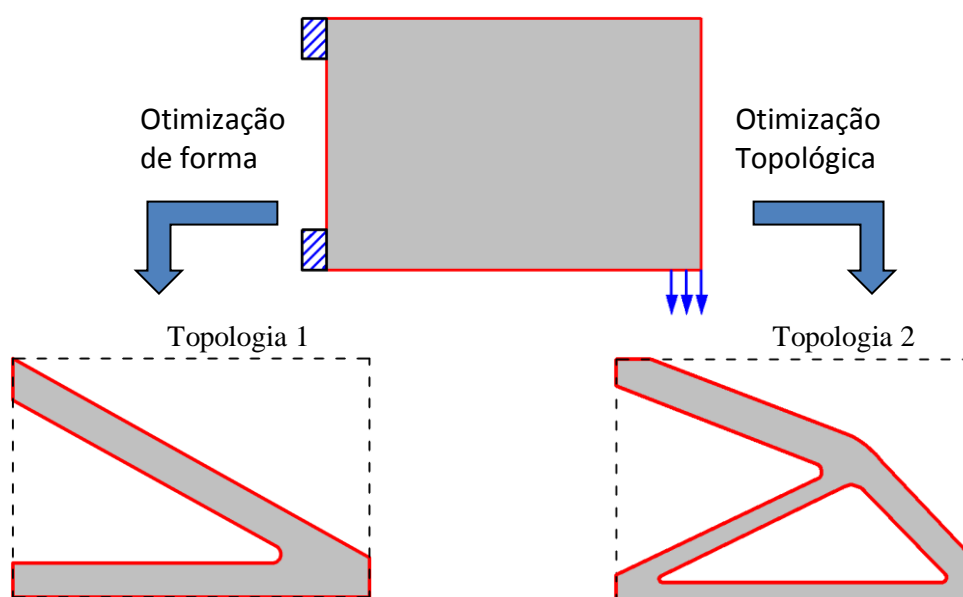 Otimização
de forma
Otimização
Topológica
Topologia 1
Topologia 2